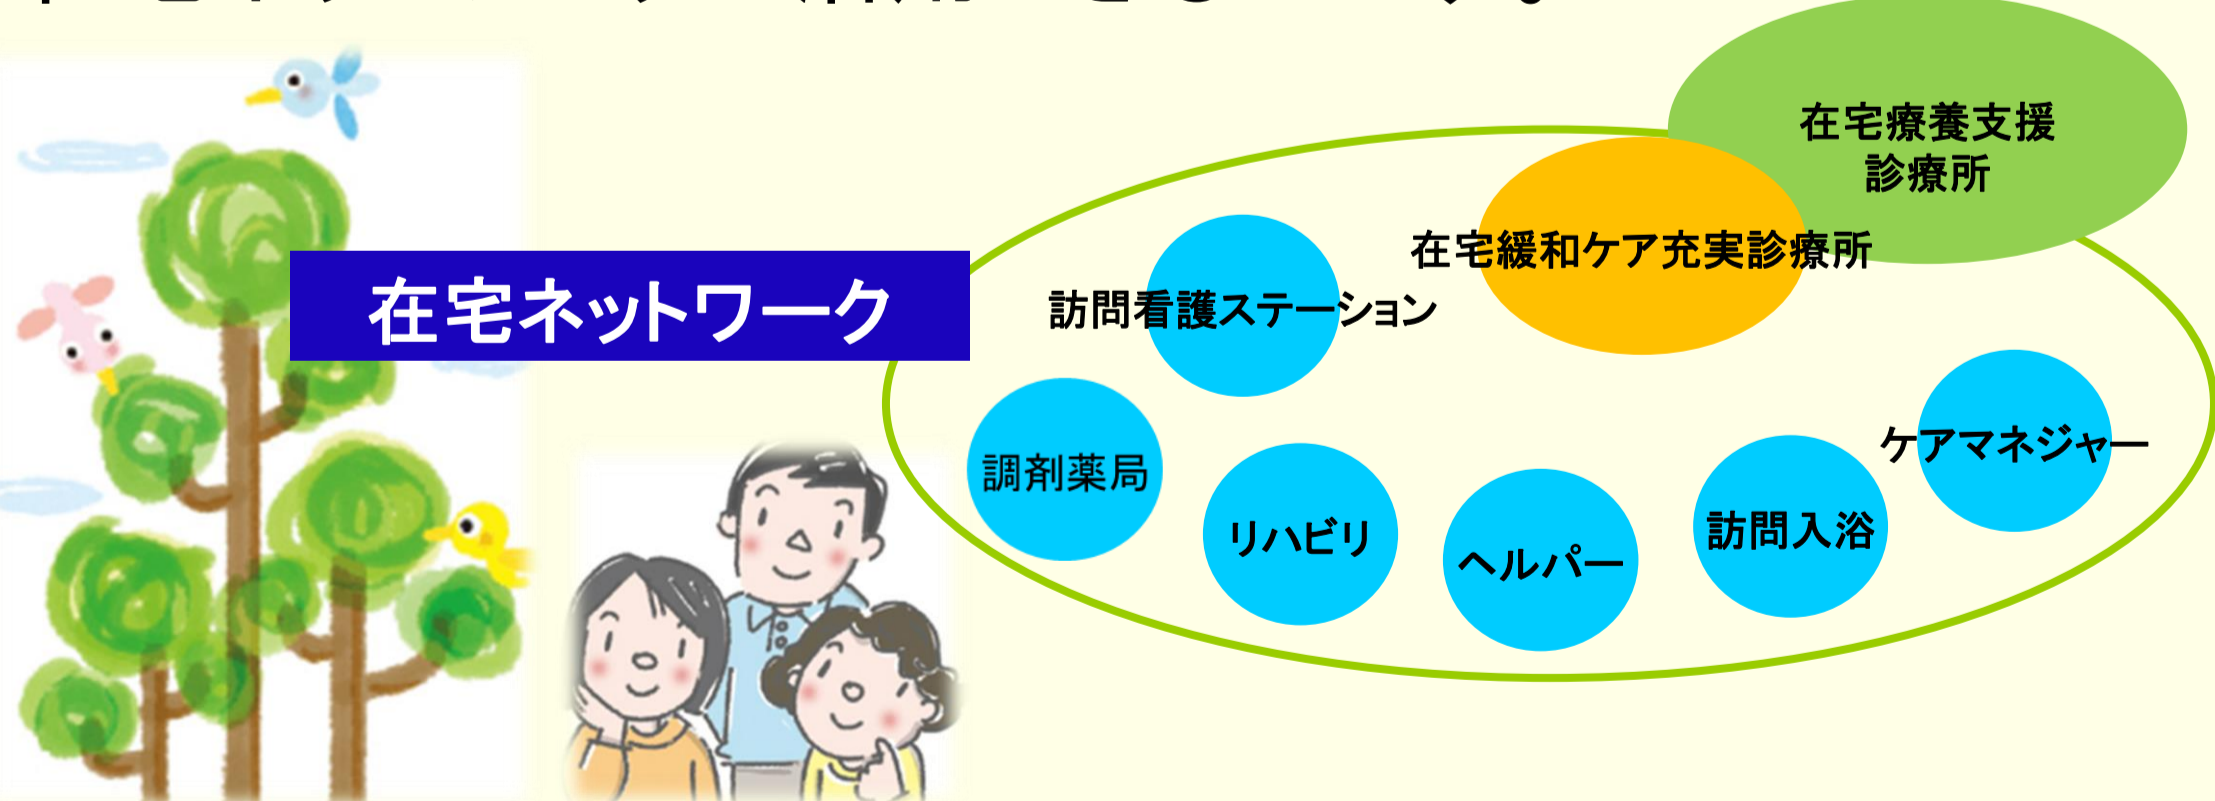 在宅療養支援
診療所
在宅緩和ケア充実診療所
在宅ネットワーク
訪問看護ステーション
調剤薬局
リハビリ
ヘルパー
訪問入浴
ケアマネジャー